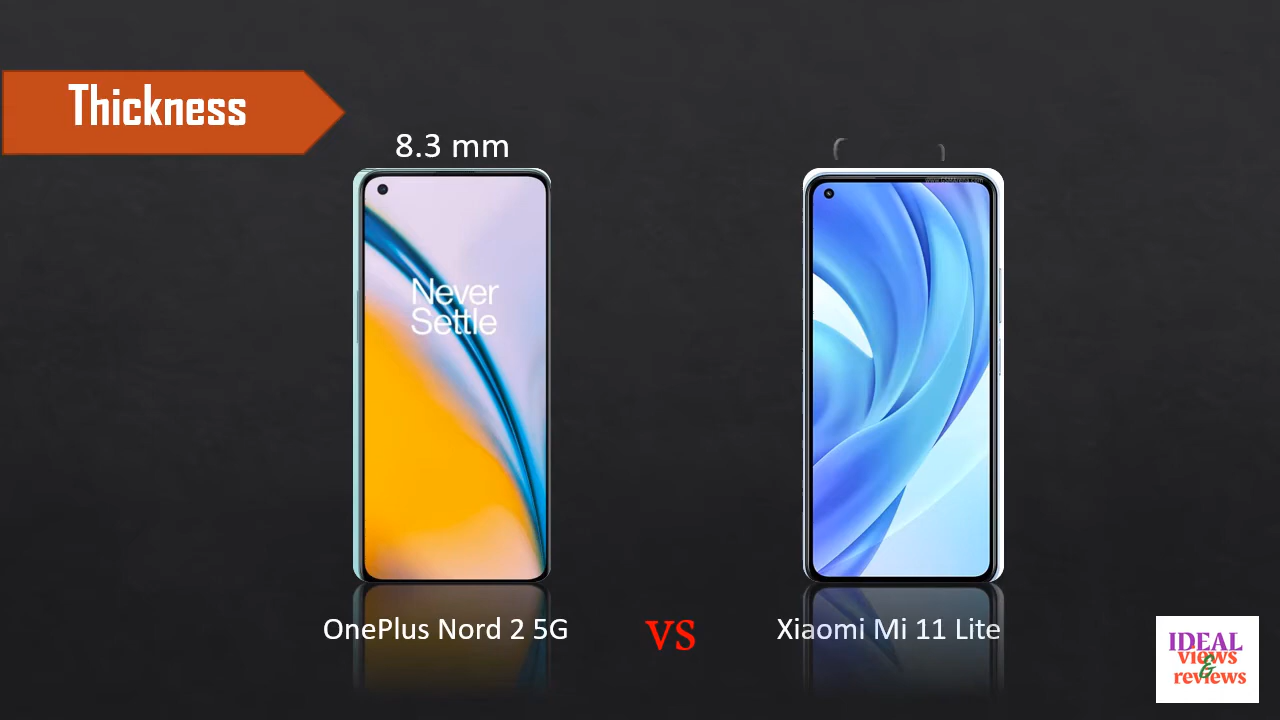 Thickness
8.3 mm
Never
Settle
OnePlus Nord 2 5G
vs
Xiaomi Mi 11 Lite
IDEAL
views
&
reviews